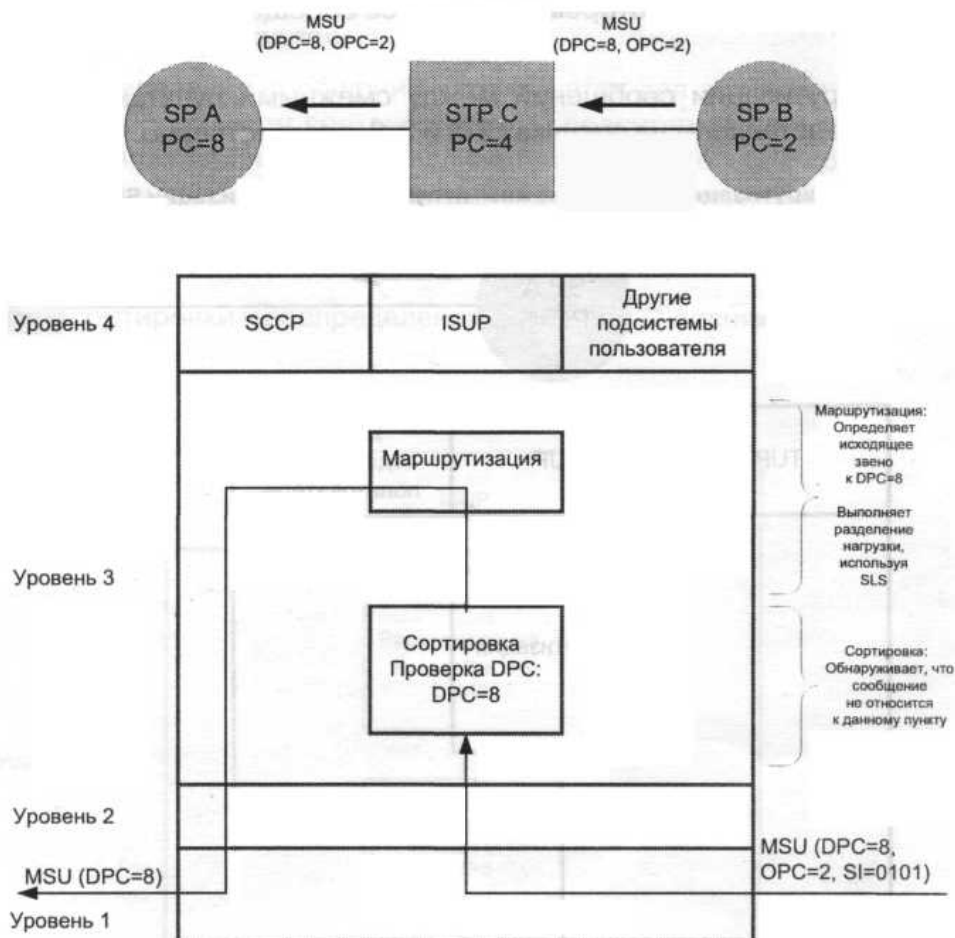 MSU
(DPC=8, OPC=2)
MSU
(DPC=8, OPC=2)
SP A
PC=8
STP C
PC=4
SP B
PC=2
Уровень 4
SCCP
ISUP
Другие
подсистемы
пользователя
Маршрутизация
Маршрутизация:
Определяет
исходящее
звено
к DPC=8
Выполняет
разделение
нагрузки,
используя
SLS
Уровень 3
Сортировка
Проверка DPC:
DPC=8
Сортировка:
Обнаруживает, что
сообщение
не относится
к данному пункту
Уровень 2
MSU (DPC=8,
OPC=2, SI=0101)
MSU (DPC=8)
Уровень 1